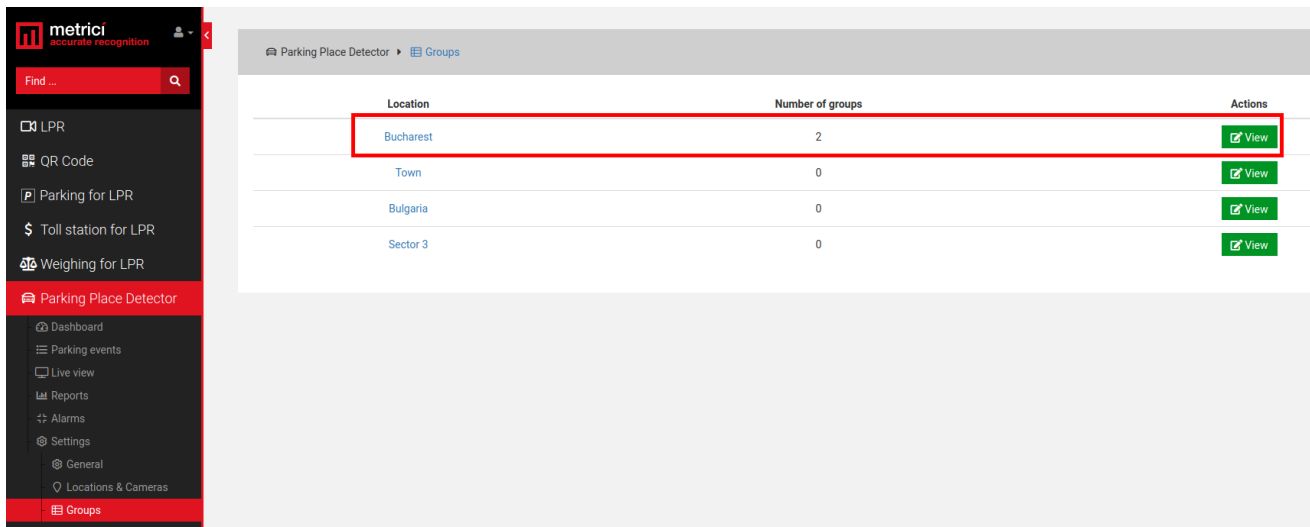 metrici
accurate recognition
Find ...
LPR
QR Code
P Parking for LPR
$ Toll station for LPR
Weighing for LPR
Parking Place Detector
Dashboard
Parking events
Live view
Reports
Alarms
Settings
General
Locations & Cameras
Groups
Parking Place Detector Groups
Location Number of groups Actions
Bucharest 2 View
Town 0 View
Bulgaria 0 View
Sector 3 0 View